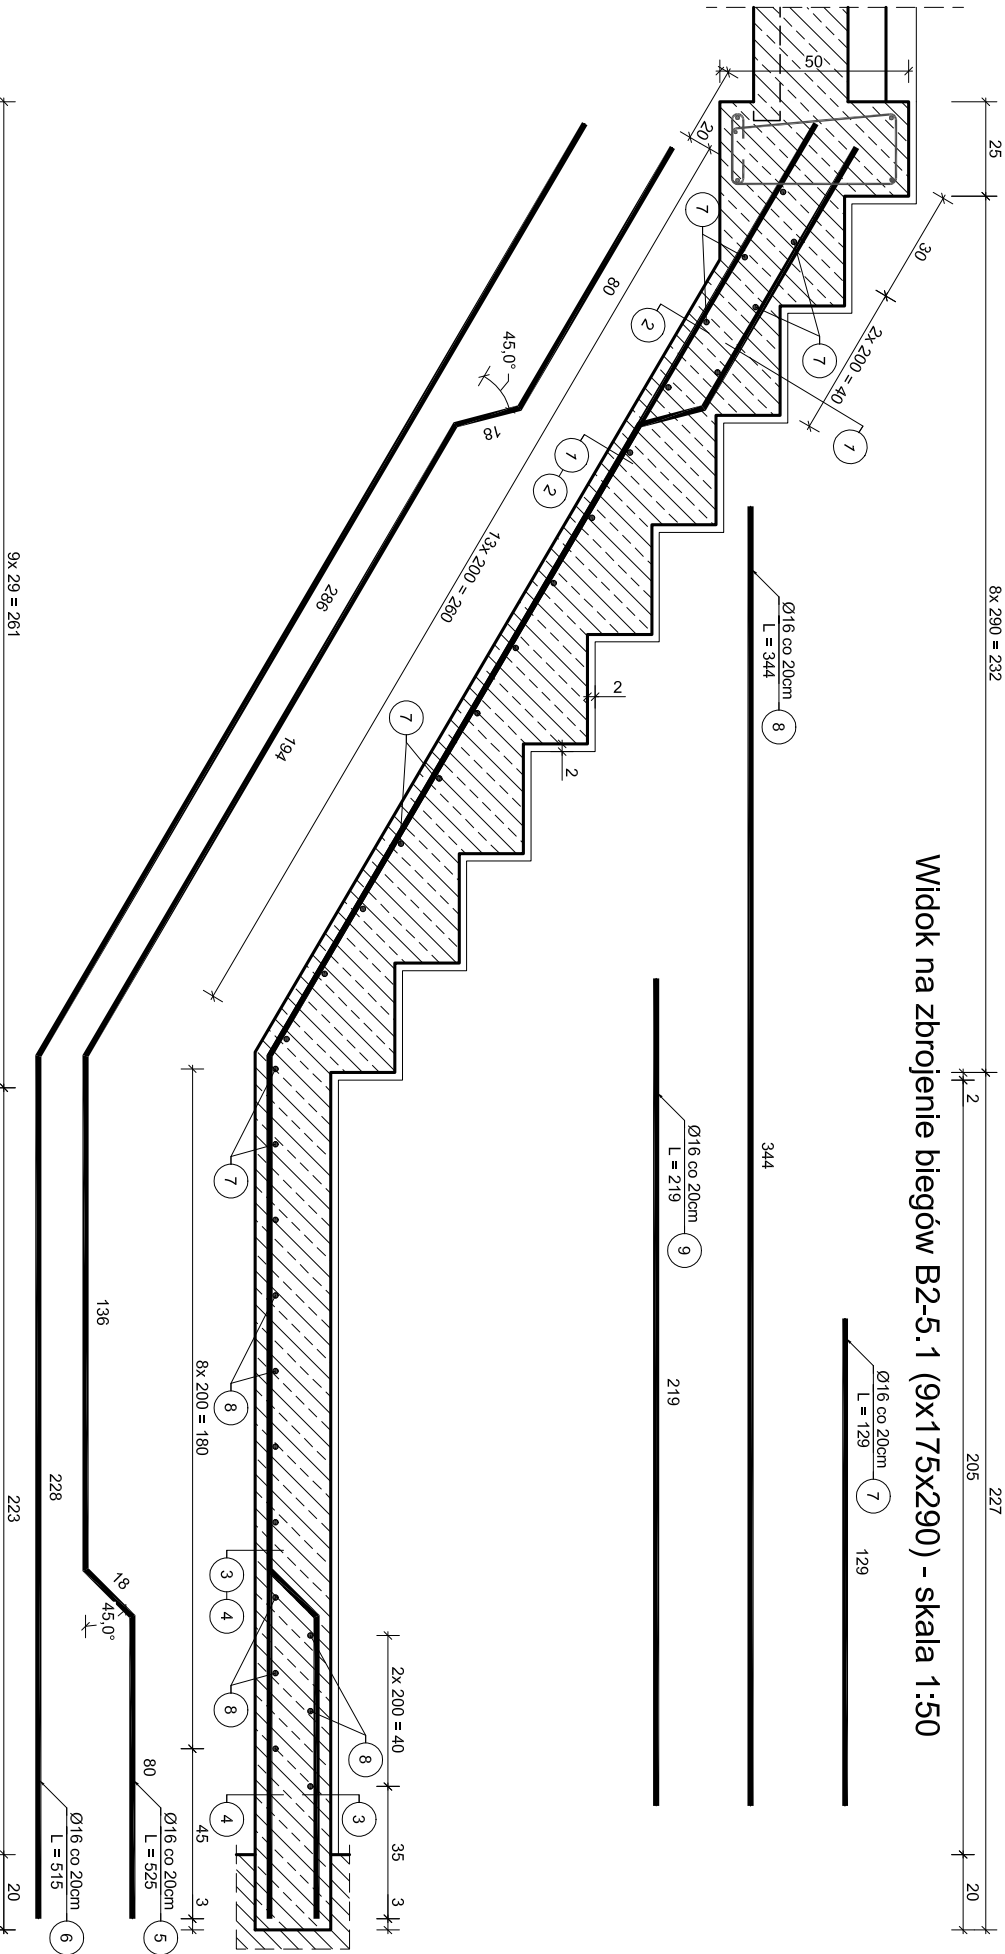 Widok na zbrojenie biegów B2-5.1 (9x175x290) - skala 1:50
25
8x 290 = 232
227
2
205
20
50
20
30
2x 200 = 40
7
7
2
1
1
2
80
45,0°
18
13x 200 = 260
286
194
2
2
7
Ø16 co 20cm
L = 344
8
344
Ø16 co 20cm
L = 219
9
219
Ø16 co 20cm
L = 129
7
129
7
8
3
4
8
8
4
3
8x 200 = 180
45
3
2x 200 = 40
35
3
136
18
45,0°
80
Ø16 co 20cm
L = 525
5
228
Ø16 co 20cm
L = 515
6
9x 29 = 261
223
20